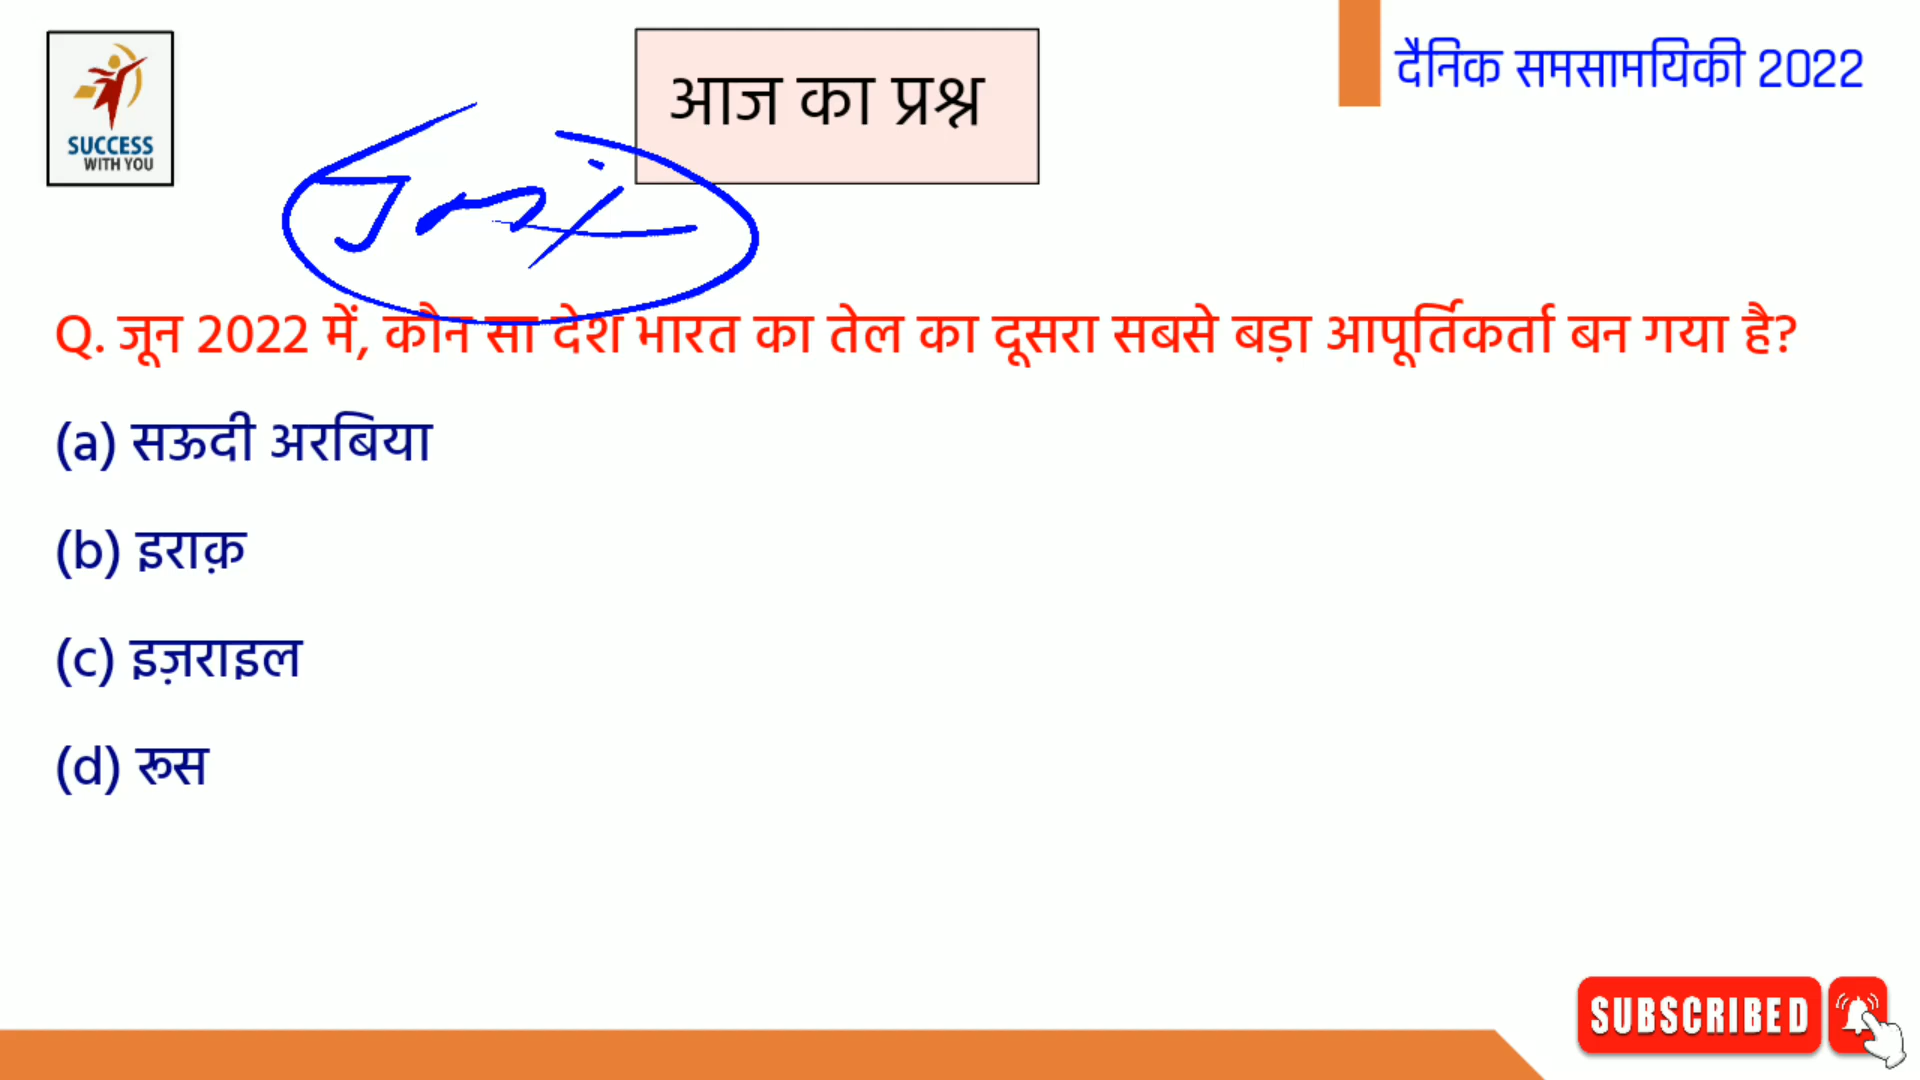 SUCCESS
WITH YOU
आज का प्रश्न
दैनिक समसामयिकी 2022
Q. जून 2022 में, कौन सा देश भारत का तेल का दूसरा सबसे बड़ा आपूर्तिकर्ता बन गया है?
(a) सऊदी अरबिया
(b) इराक़
(c) इज़राइल
(d) रूस
SUBSCRIBED